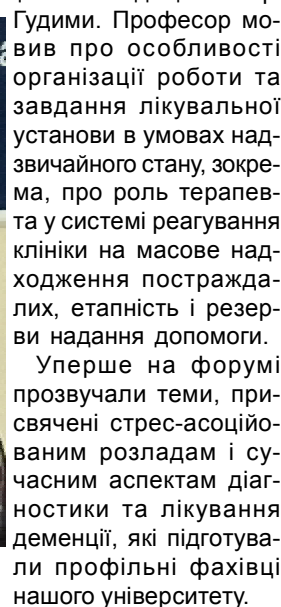 Гудими. Професор мо-
вив про особливості
організації роботи та
завдання лікувальної
установи в умовах над-
звичайного стану, зокре-
ма, про роль терапев-
та у системі реагування
клініки на масове над-
ходження постражда-
лих, етапність і резер-
ви надання допомоги.
Уперше на форумі
прозвучали теми, при-
свячені стрес-асоційо-
ваним розладам і су-
часним аспектам діаг-
ностики та лікування
деменції, які підготува-
ли профільні фахівці
нашого університету.